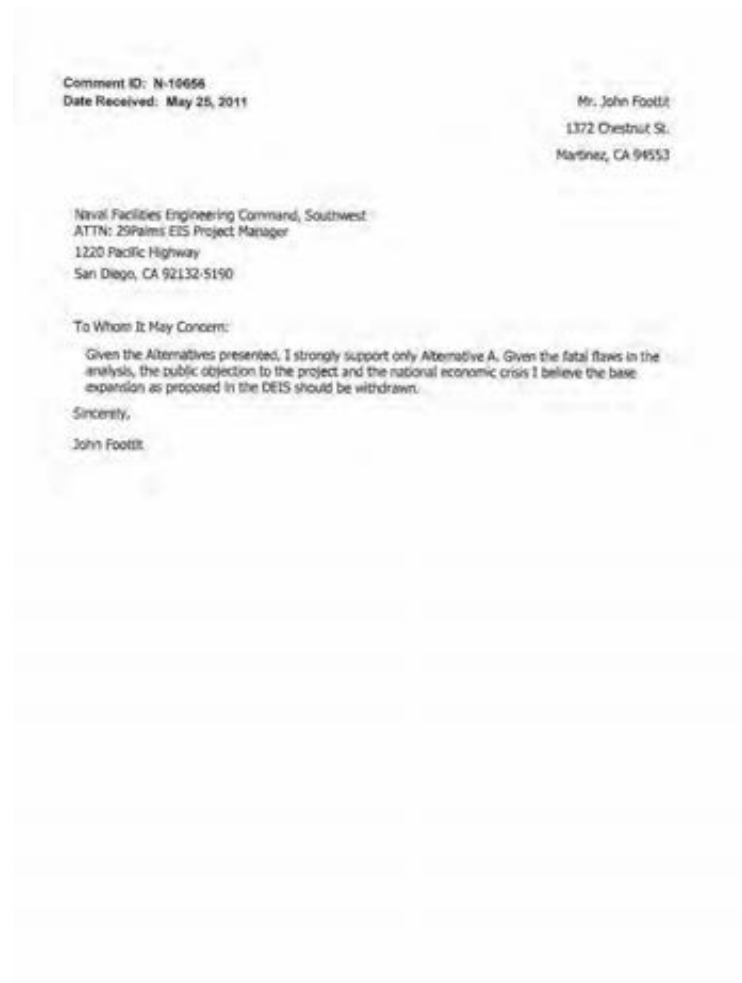 Comment ID: N-10656
Date Received: May 25, 2011
Mr. John Foottit
1372 Chestnut St.
Martinez, CA 94553
Naval Facilities Engineering Command, Southwest
ATTN: 29Palms EIS Project Manager
1220 Pacific Highway
San Diego, CA 92132-5190
To Whom It May Concern:
Given the Alternatives presented, I strongly support only Alternative A. Given the fatal flaws in the
analysis, the public objection to the project and the national economic crisis I believe the base
expansion as proposed in the DEIS should be withdrawn.
Sincerely,
John Foottit